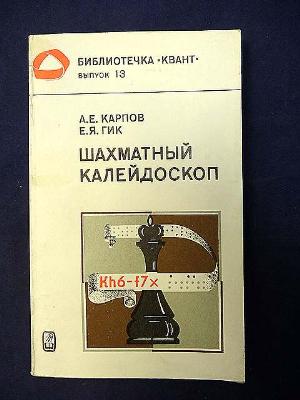 БИБЛИОТЕЧКА •КВАНТ•
ВЫПУСК 13
А.Е. КАРПОВ
Е.Я. ГИК
ШАХМАТНЫЙ
КАЛЕЙДОСКОП
Kh6-f7x